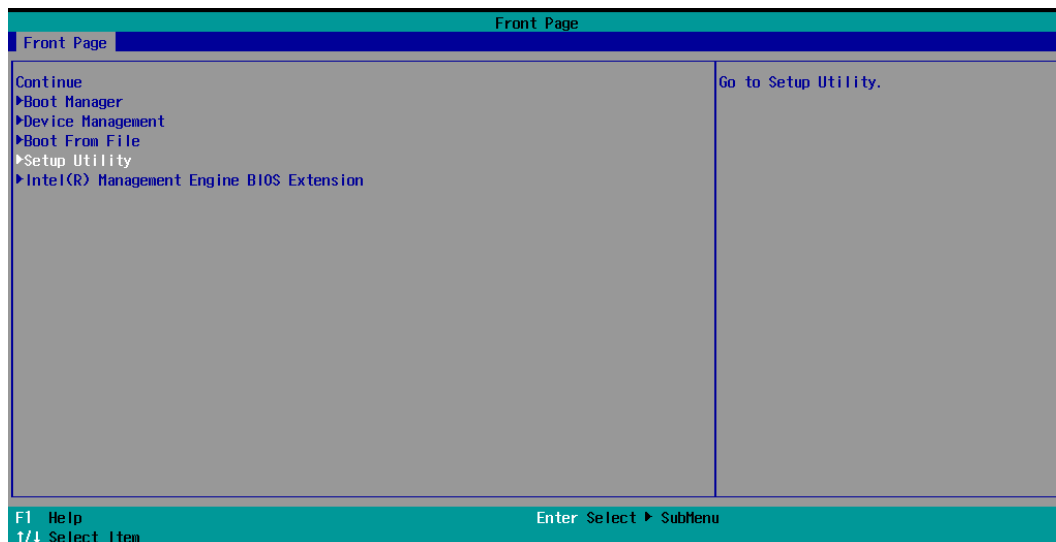 Front Page
Front Page
Continue
▶Boot Manager
▶Device Management
▶Boot From File
▶Setup Utility
▶Intel(R) Management Engine BIOS Extension
Go to Setup Utility.
F1 Help
Enter Select ▶ SubMenu
↑/↓ Select Item